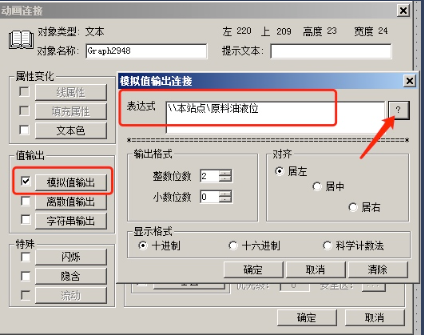 动画连接
对象类型: 文本
左 220 上 209 高度 23 宽度 24
对象名称: Graph2948
提示文本:
属性变化
线属性
填充属性
文本色
值输出
模拟值输出
离散值输出
字符串输出
特殊
闪烁
隐含
流动
模拟值输出连接
表达式
\\本站点\原料油液位
?
输出格式
整数位数 2
小数位数 0
对齐
居左
居中
居右
显示格式
十进制
十六进制
科学计数法
确定
取消
清除
确定
取消